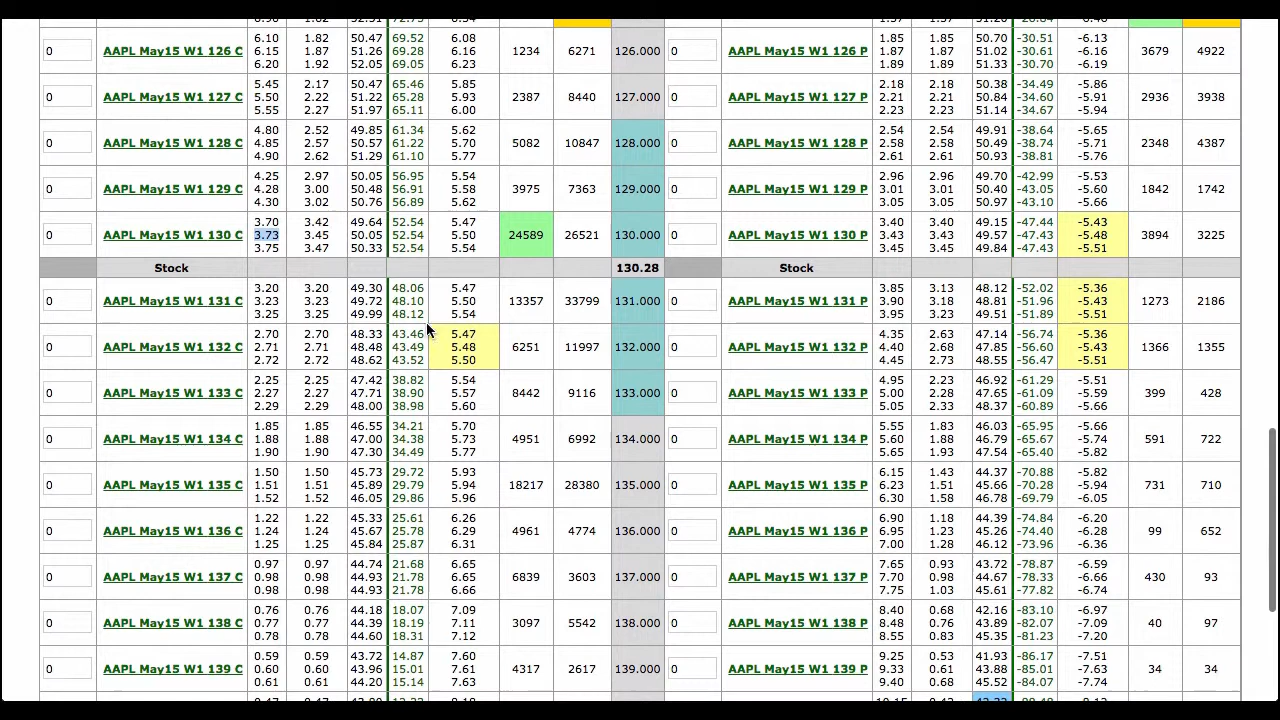 0 AAPL May15 W1 126 C 6.10 1.82 50.47 69.52 6.08 1234 6271 126.000 0 AAPL May15 W1 126 P 1.85 1.85 50.70 -30.51 -6.13 3679 4922
6.15 1.87 51.26 69.28 6.16 1.87 1.87 51.02 -30.61 -6.16
6.20 1.92 52.05 69.05 6.23 1.89 1.89 51.33 -30.70 -6.19
0 AAPL May15 W1 127 C 5.45 2.17 50.47 65.46 5.85 2387 8440 127.000 0 AAPL May15 W1 127 P 2.18 2.18 50.38 -34.49 -5.86 2936 3938
5.50 2.22 51.22 65.28 5.93 2.21 2.21 50.84 -34.60 -5.91
5.55 2.27 51.97 65.11 6.00 2.23 2.23 51.14 -34.67 -5.94
0 AAPL May15 W1 128 C 4.80 2.52 49.85 61.34 5.62 5082 10847 128.000 0 AAPL May15 W1 128 P 2.54 2.54 49.91 -38.64 -5.65 2348 4387
4.85 2.57 50.57 61.22 5.70 2.58 2.58 50.49 -38.74 -5.71
4.90 2.62 51.29 61.10 5.77 2.61 2.61 50.93 -38.81 -5.76
0 AAPL May15 W1 129 C 4.25 2.97 50.05 56.95 5.54 3975 7363 129.000 0 AAPL May15 W1 129 P 2.96 2.96 49.70 -42.99 -5.53 1842 1742
4.28 3.00 50.48 56.91 5.58 3.01 3.01 50.40 -43.05 -5.60
4.30 3.02 50.76 56.89 5.62 3.05 3.05 50.97 -43.10 -5.66
0 AAPL May15 W1 130 C 3.70 3.42 49.64 52.54 5.47 24589 26521 130.000 0 AAPL May15 W1 130 P 3.40 3.40 49.15 -47.44 -5.43 3894 3225
3.73 3.45 50.05 52.54 5.50 3.43 3.43 49.57 -47.43 -5.48
3.75 3.47 50.33 52.54 5.54 3.45 3.45 49.84 -47.43 -5.51
Stock 130.28 Stock
0 AAPL May15 W1 131 C 3.20 3.20 49.30 48.06 5.47 13357 33799 131.000 0 AAPL May15 W1 131 P 3.85 3.13 48.12 -52.02 -5.36 1273 2186
3.23 3.23 49.72 48.10 5.50 3.90 3.18 48.81 -51.96 -5.43
3.25 3.25 49.99 48.12 5.54 3.95 3.23 49.51 -51.89 -5.51
0 AAPL May15 W1 132 C 2.70 2.70 48.33 43.46 5.47 6251 11997 132.000 0 AAPL May15 W1 132 P 4.35 2.63 47.14 -56.74 -5.36 1366 1355
2.71 2.71 48.48 43.49 5.48 4.40 2.68 47.85 -56.60 -5.43
2.72 2.72 48.62 43.52 5.50 4.45 2.73 48.55 -56.47 -5.51
0 AAPL May15 W1 133 C 2.25 2.25 47.42 38.82 5.54 8442 9116 133.000 0 AAPL May15 W1 133 P 4.95 2.23 46.92 -61.29 -5.51 399 428
2.27 2.27 47.71 38.90 5.57 5.00 2.28 47.65 -61.09 -5.59
2.29 2.29 48.00 38.98 5.60 5.05 2.33 48.37 -60.89 -5.66
0 AAPL May15 W1 134 C 1.85 1.85 46.55 34.21 5.70 4951 6992 134.000 0 AAPL May15 W1 134 P 5.55 1.83 46.03 -65.95 -5.66 591 722
1.88 1.88 47.00 34.38 5.73 5.60 1.88 46.79 -65.67 -5.74
1.90 1.90 47.30 34.49 5.77 5.65 1.93 47.54 -65.40 -5.82
0 AAPL May15 W1 135 C 1.50 1.50 45.73 29.72 5.93 18217 28380 135.000 0 AAPL May15 W1 135 P 6.15 1.43 44.37 -70.88 -5.82 731 710
1.51 1.51 45.89 29.79 5.94 6.23 1.51 45.66 -70.28 -5.94
1.52 1.52 46.05 29.86 5.96 6.30 1.58 46.78 -69.79 -6.05
0 AAPL May15 W1 136 C 1.22 1.22 45.33 25.61 6.26 4961 4774 136.000 0 AAPL May15 W1 136 P 6.90 1.18 44.39 -74.84 -6.20 99 652
1.24 1.24 45.67 25.78 6.29 6.95 1.23 45.26 -74.40 -6.28
1.25 1.25 45.84 25.87 6.31 7.00 1.28 46.12 -73.96 -6.36
0 AAPL May15 W1 137 C 0.97 0.97 44.74 21.68 6.65 6839 3603 137.000 0 AAPL May15 W1 137 P 7.65 0.93 43.72 -78.87 -6.59 430 93
0.98 0.98 44.93 21.78 6.65 7.70 0.98 44.67 -78.33 -6.66
0.98 0.98 44.93 21.78 6.66 7.75 1.03 45.61 -77.82 -6.74
0 AAPL May15 W1 138 C 0.76 0.76 44.18 18.07 7.09 3097 5542 138.000 0 AAPL May15 W1 138 P 8.40 0.68 42.16 -83.10 -6.97 40 97
0.77 0.77 44.39 18.19 7.11 8.48 0.76 43.89 -82.07 -7.09
0.78 0.78 44.60 18.31 7.12 8.55 0.83 45.35 -81.23 -7.20
0 AAPL May15 W1 139 C 0.59 0.59 43.72 14.87 7.60 4317 2617 139.000 0 AAPL May15 W1 139 P 9.25 0.53 41.93 -86.17 -7.51 34 34
0.60 0.60 43.96 15.01 7.61 9.33 0.61 43.88 -85.01 -7.63
0.61 0.61 44.20 15.14 7.63 9.40 0.68 45.52 -84.07 -7.74